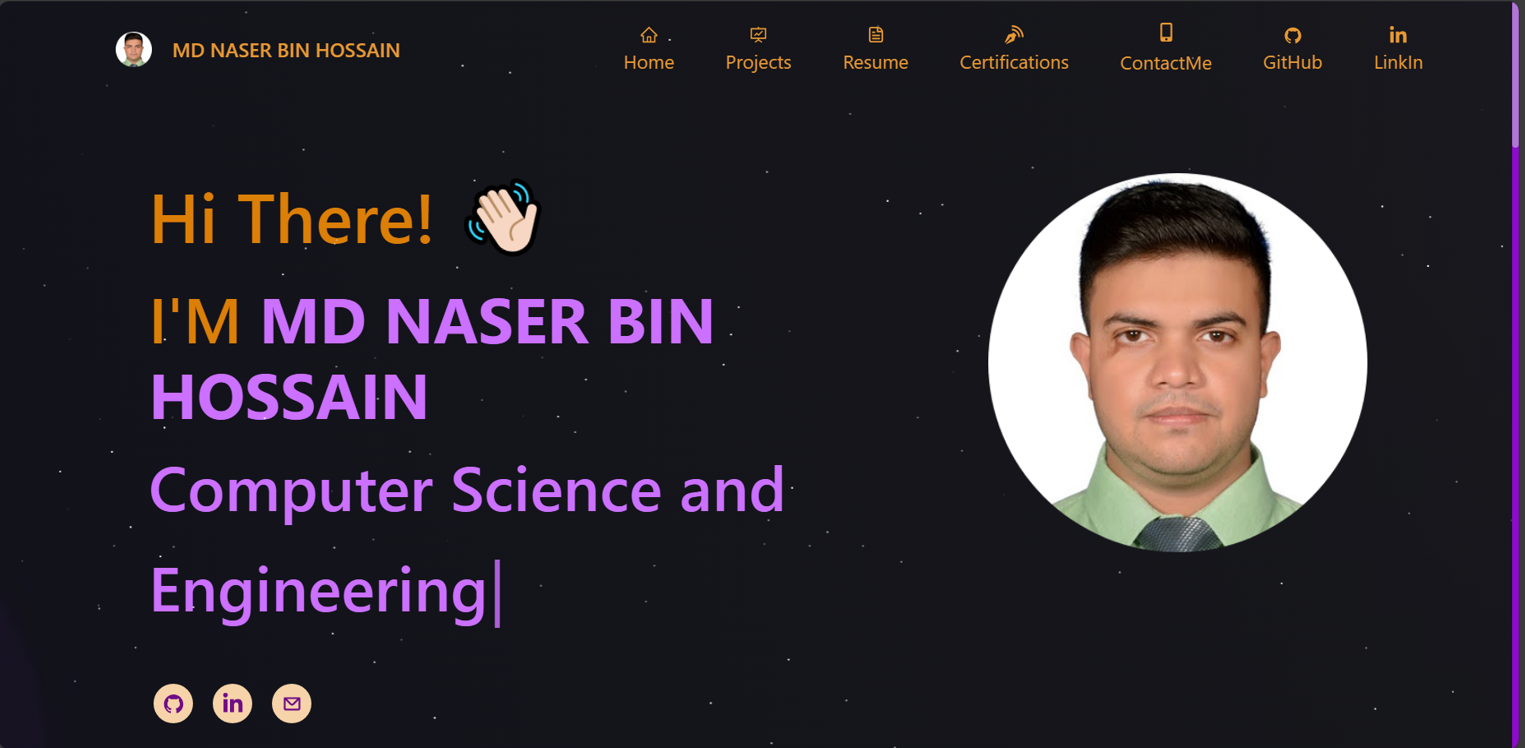 MD NASER BIN HOSSAIN
Home Projects Resume Certifications ContactMe GitHub LinkIn
Hi There!
I'M MD NASER BIN
HOSSAIN
Computer Science and
Engineering